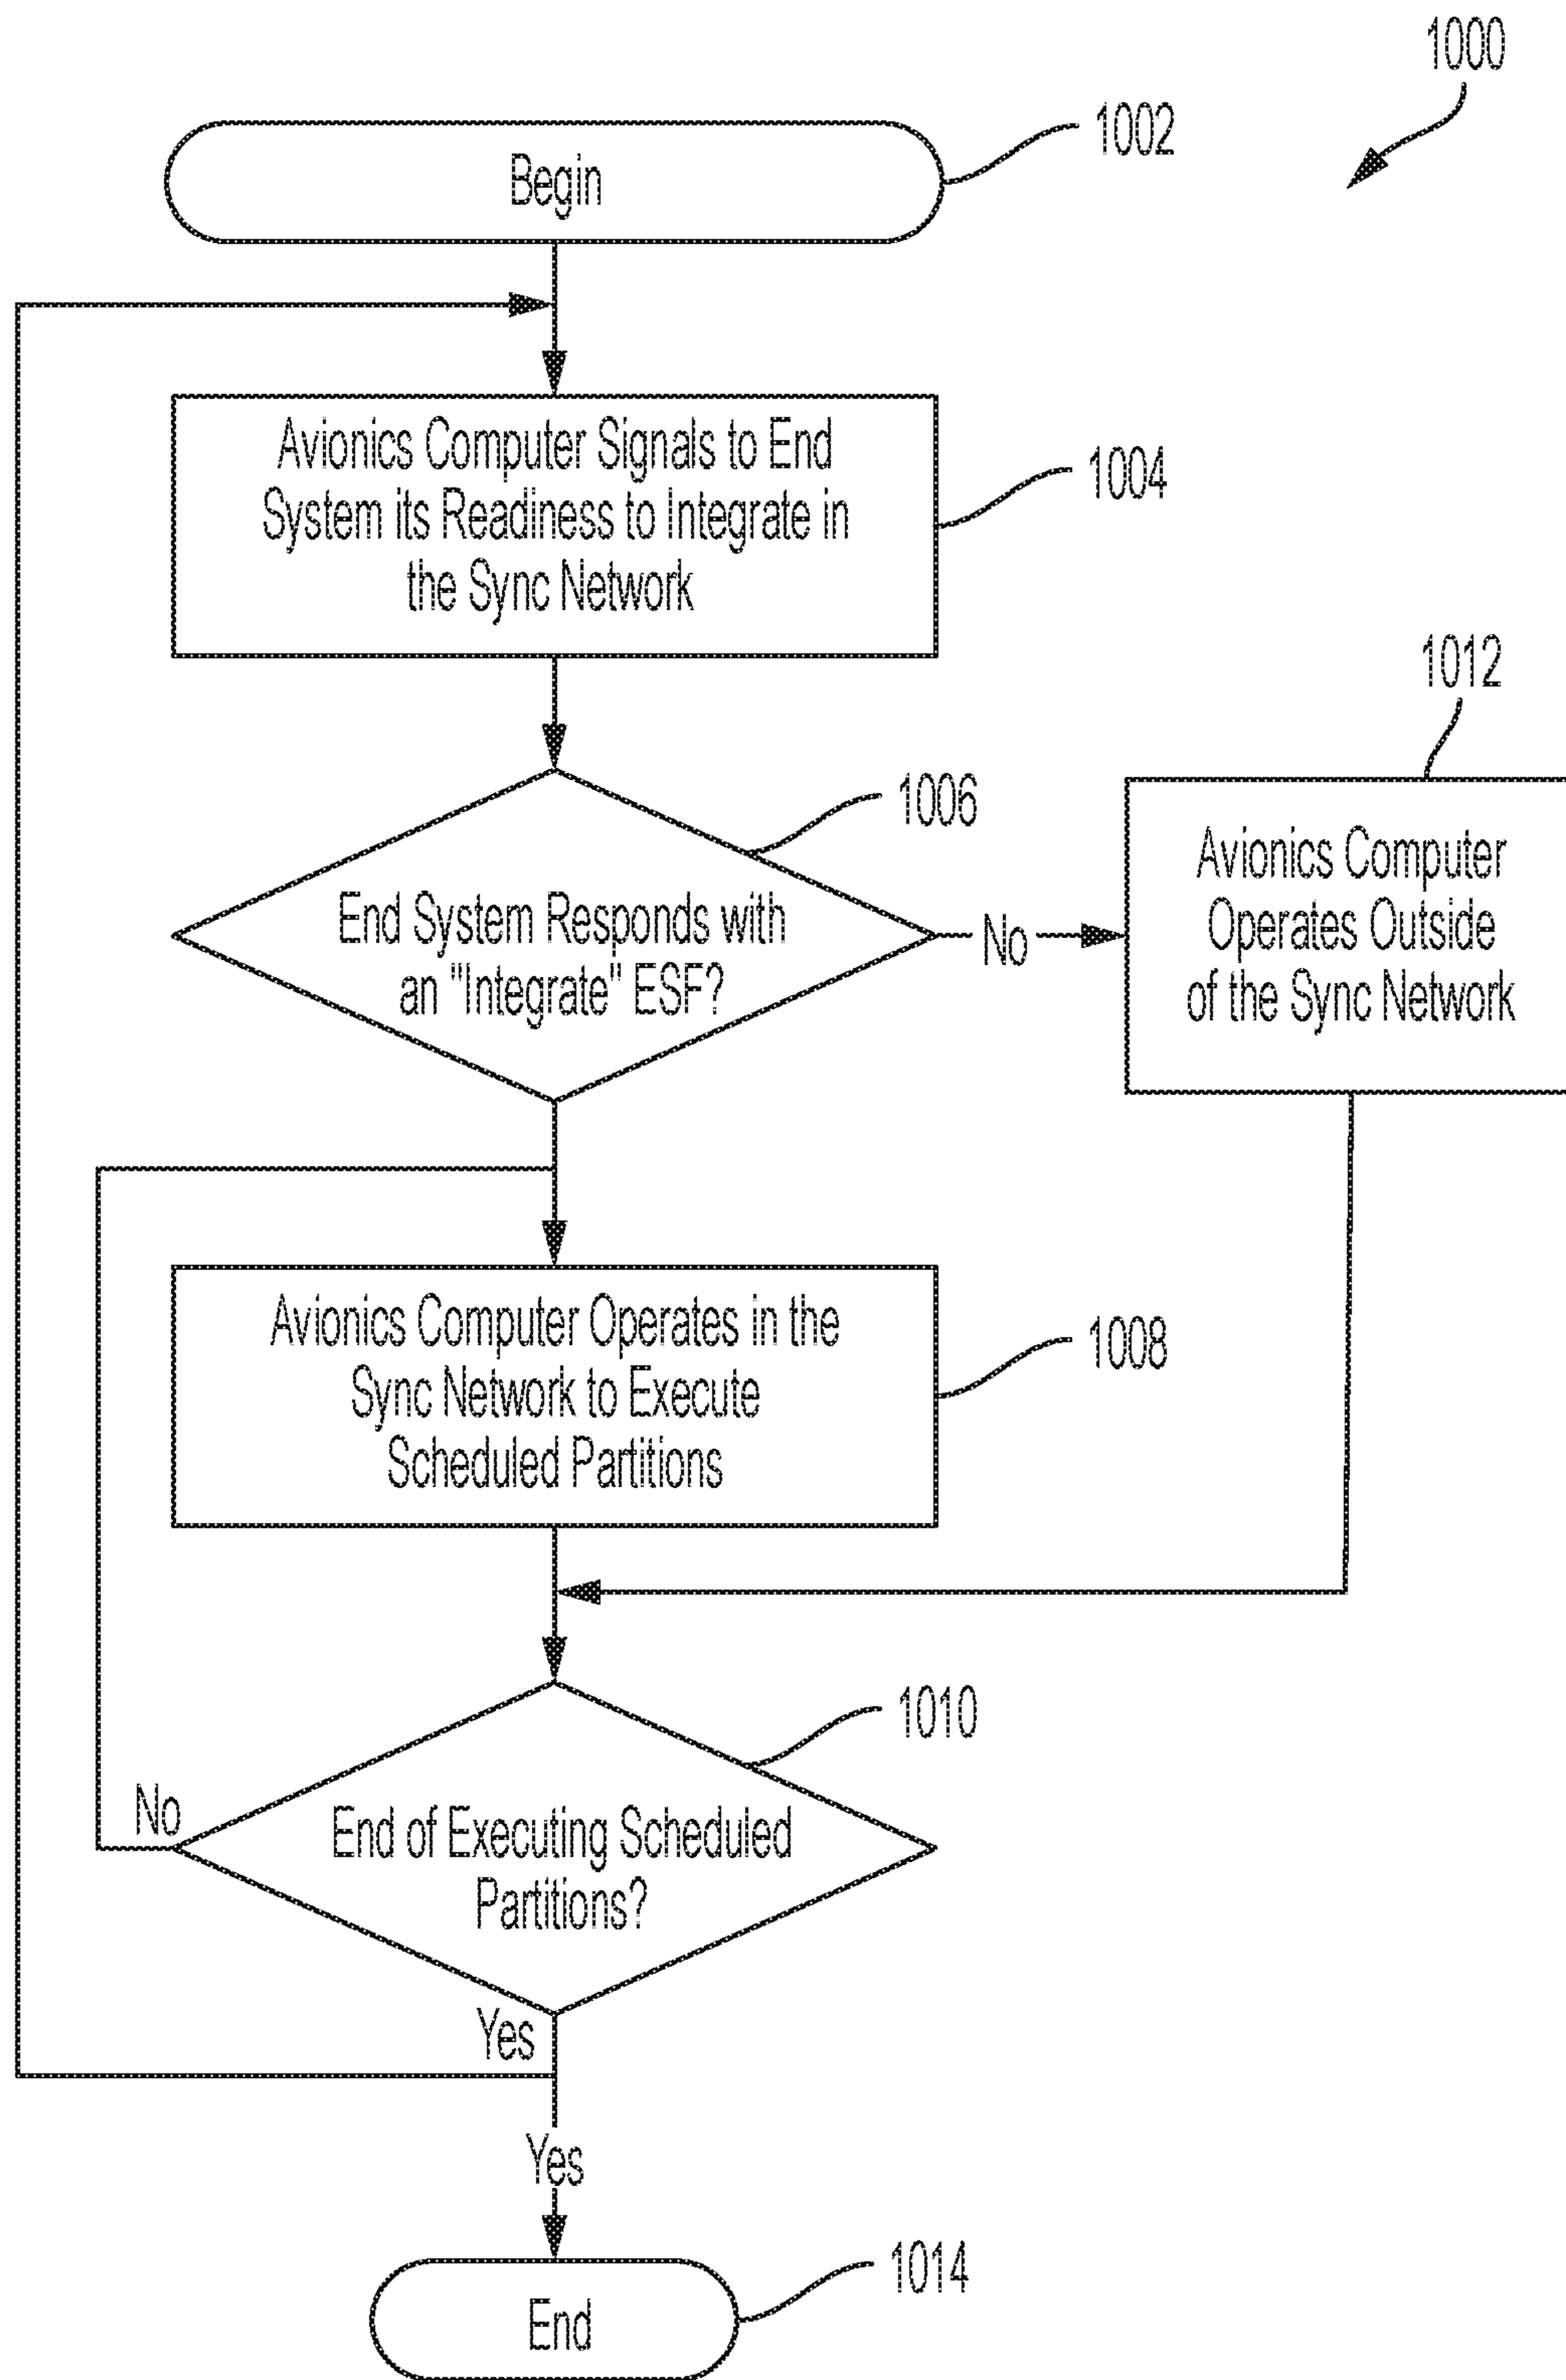 1000
1002
Begin
Avionics Computer Signals to End
System its Readiness to Integrate in
the Sync Network
1004
1012
1006
End System Responds with
an "Integrate" ESF?
No
Avionics Computer
Operates Outside
of the Sync Network
Avionics Computer Operates in the
Sync Network to Execute
Scheduled Partitions
1008
1010
No
End of Executing Scheduled
Partitions?
Yes
Yes
1014
End